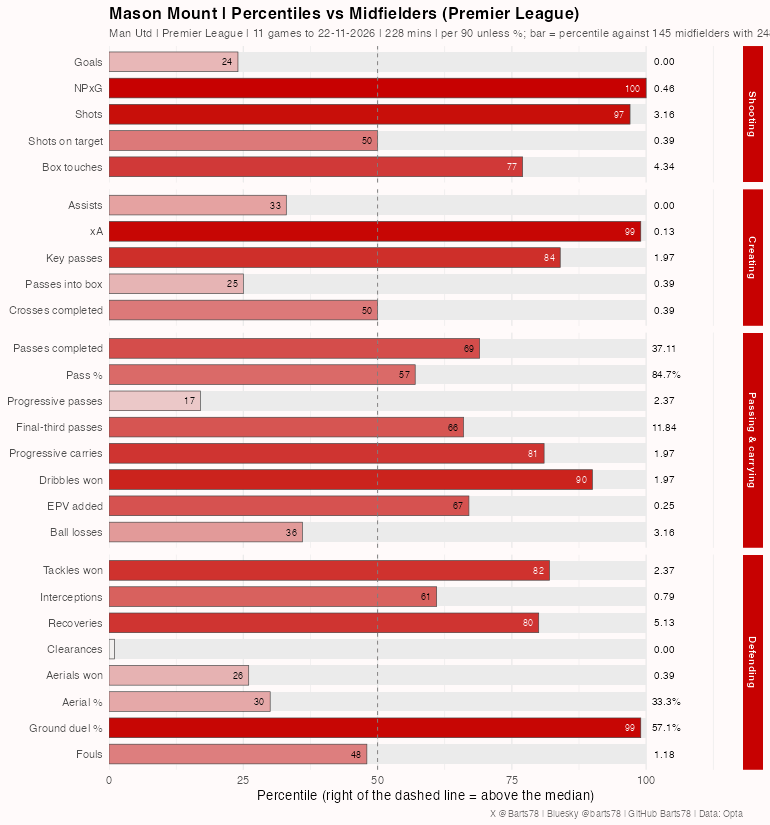 Mason Mount | Percentiles vs Midfielders (Premier League)
Man Utd | Premier League | 11 games to 22-11-2026 | 228 mins | per 90 unless %; bar = percentile against 145 midfielders with
Goals 24 0.00
NPxG 100 0.46
Shots 97 3.16
Shots on target 50 0.39
Box touches 77 4.34
Shooting
Assists 33 0.00
xA 99 0.13
Key passes 84 1.97
Passes into box 25 0.39
Crosses completed 50 0.39
Creating
Passes completed 69 37.11
Pass % 57 84.7%
Progressive passes 17 2.37
Final-third passes 66 11.84
Progressive carries 81 1.97
Dribbles won 90 1.97
EPV added 67 0.25
Ball losses 36 3.16
Passing & carrying
Tackles won 82 2.37
Interceptions 61 0.79
Recoveries 80 5.13
Clearances 0.00
Aerials won 26 0.39
Aerial % 30 33.3%
Ground duel % 99 57.1%
Fouls 48 1.18
Defending
0 25 50 75 100
Percentile (right of the dashed line = above the median)
X @Barts78 | Bluesky @barts78 | GitHub Barts78 | Data: Opta